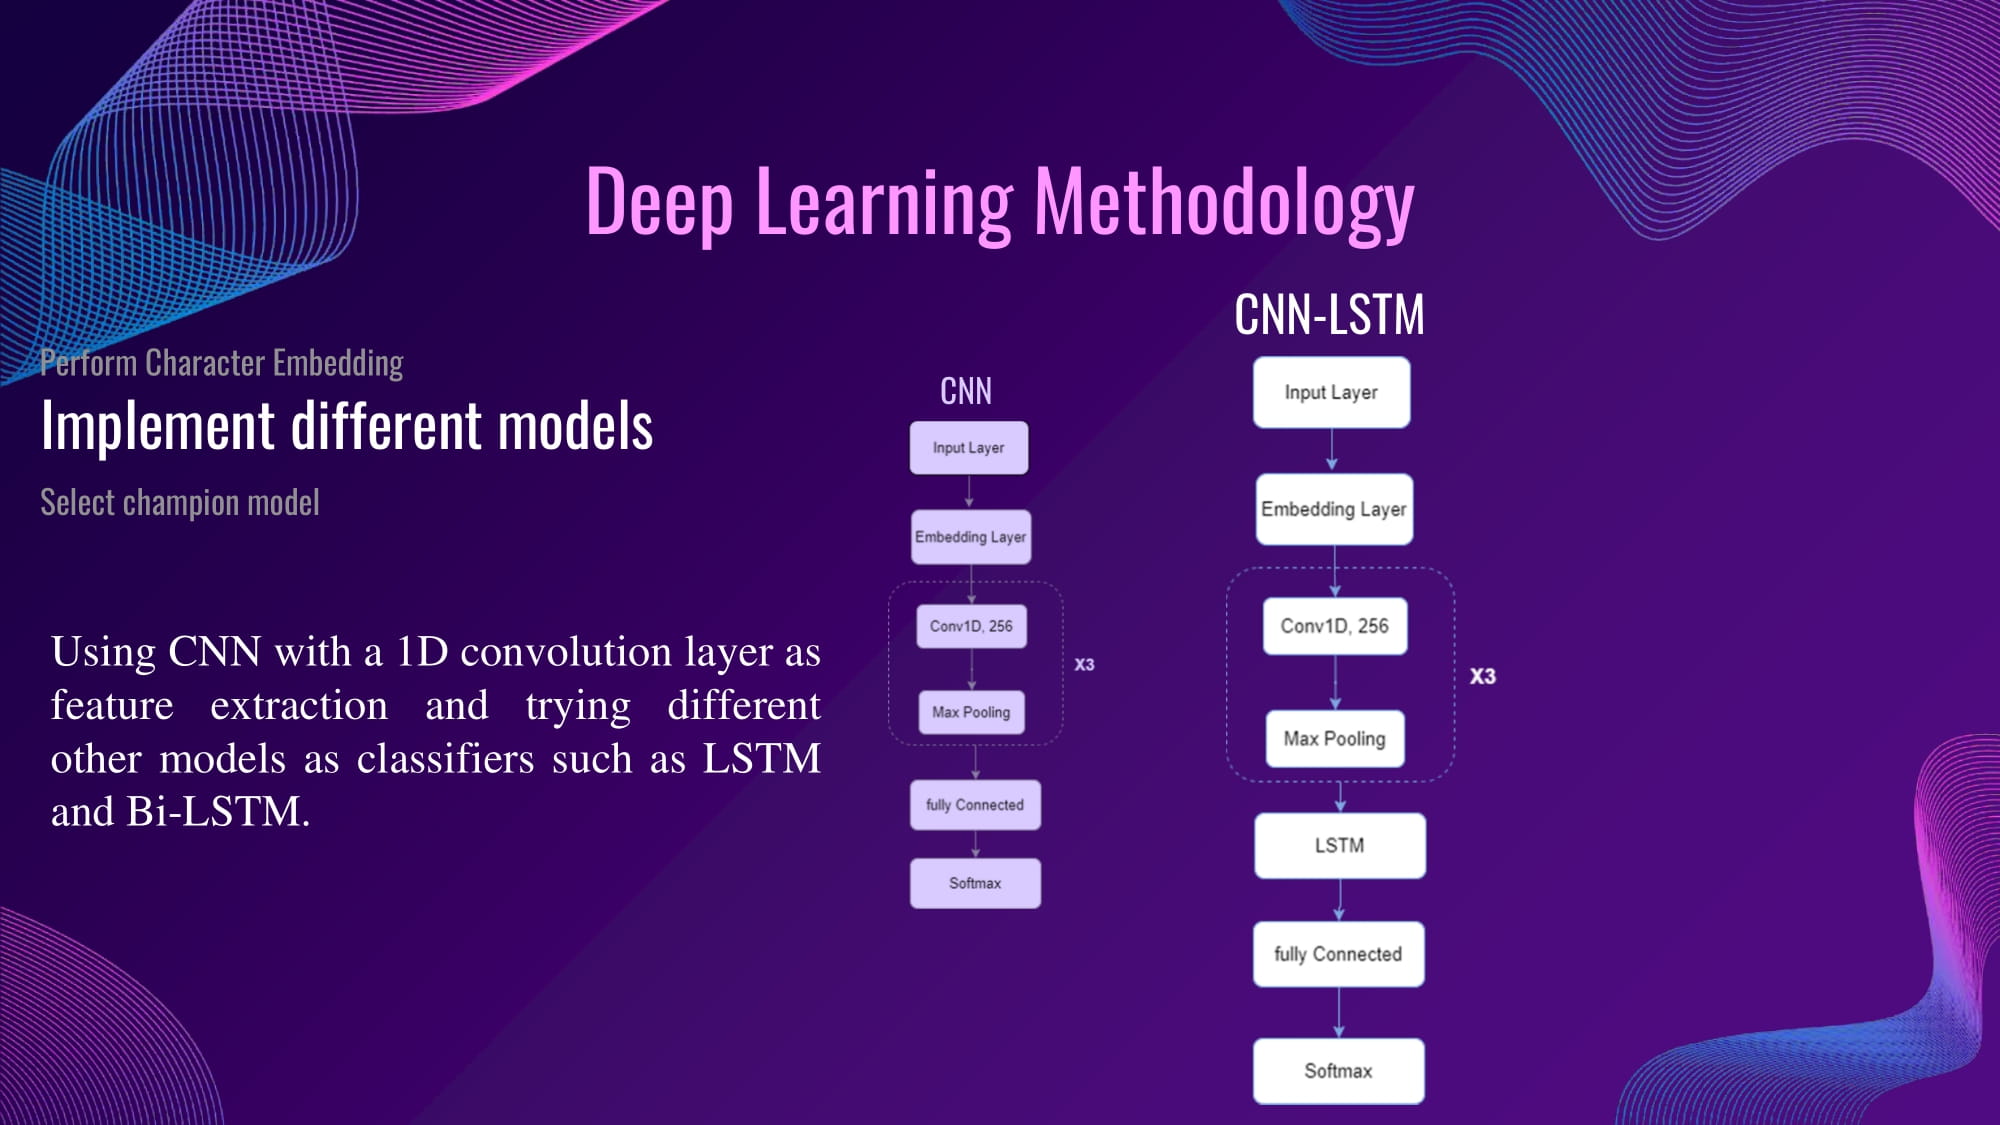 Deep Learning Methodology
Perform Character Embedding
Implement different models
Select champion model
Using CNN with a 1D convolution layer as
feature extraction and trying different
other models as classifiers such as LSTM
and Bi-LSTM.
CNN
Input Layer
Embedding Layer
Conv1D, 256
X3
Max Pooling
fully Connected
Softmax
CNN-LSTM
Input Layer
Embedding Layer
Conv1D, 256
X3
Max Pooling
LSTM
fully Connected
Softmax